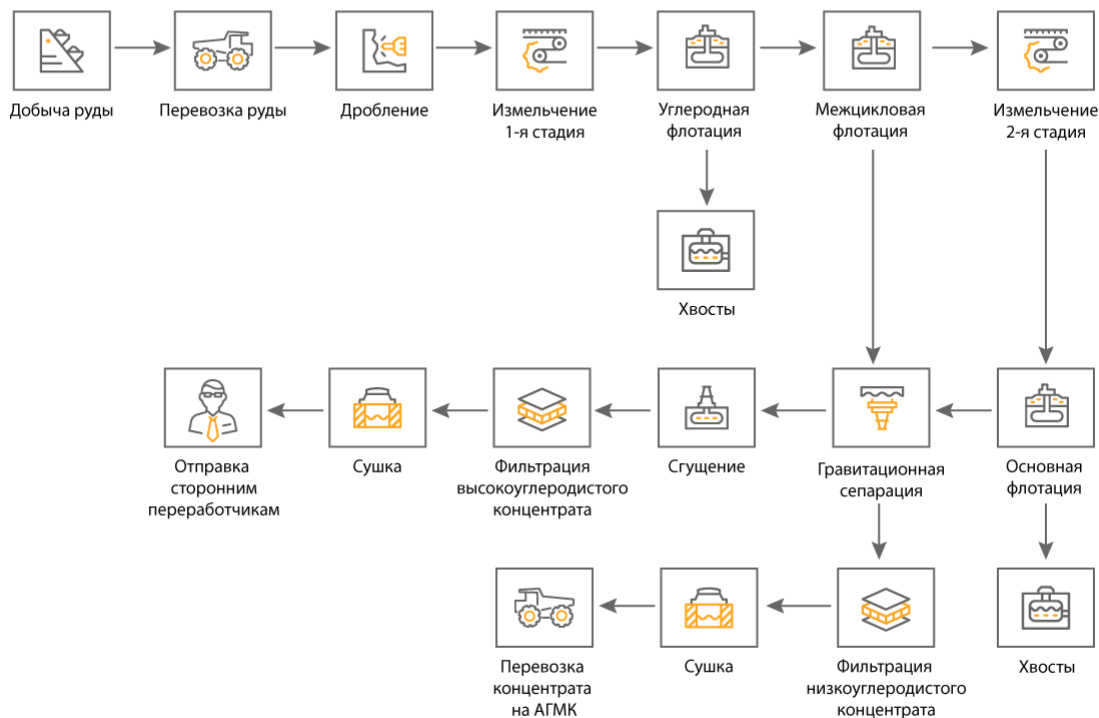 Добыча руды
Перевозка руды
Дробление
Измельчение
1-я стадия
Углеродная
флотация
Межцикловая
флотация
Измельчение
2-я стадия
Хвосты
Отправка
сторонним
переработчикам
Сушка
Фильтрация
высокоуглеродистого
концентрата
Сгущение
Гравитационная
сепарация
Основная
флотация
Перевозка
концентрата
на АГМК
Сушка
Фильтрация
низкоуглеродистого
концентрата
Хвосты